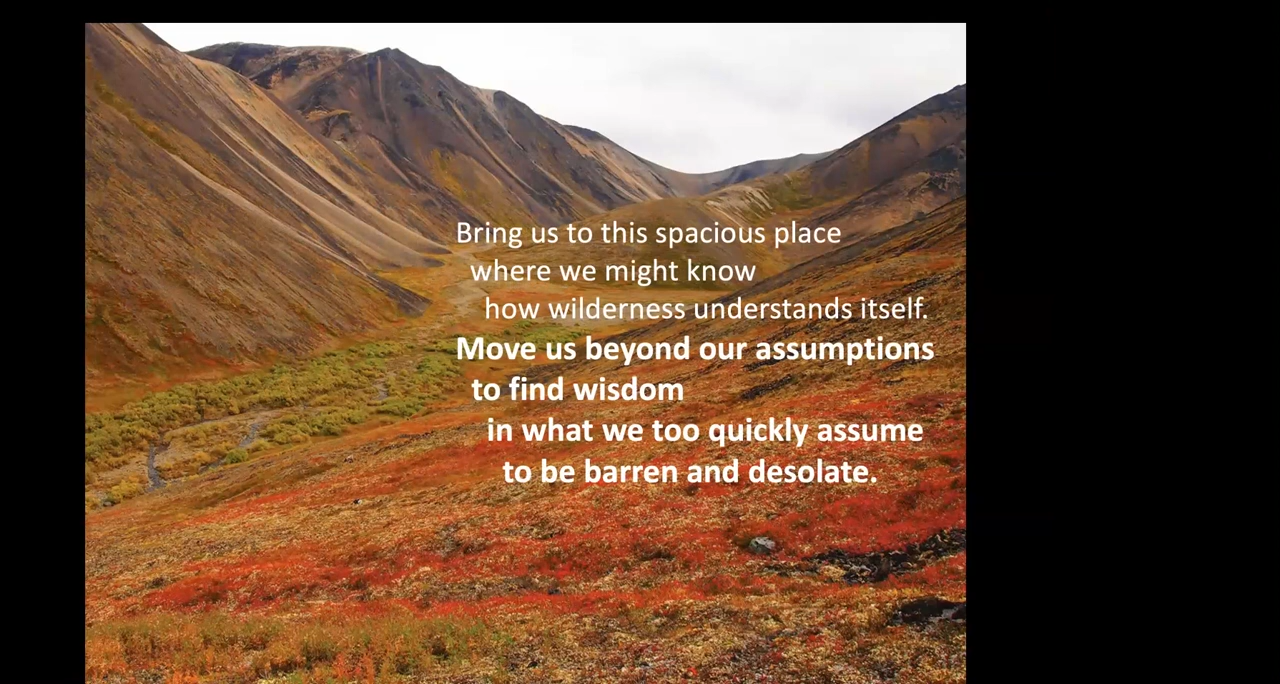 Bring us to this spacious place
where we might know
how wilderness understands itself.
Move us beyond our assumptions
to find wisdom
in what we too quickly assume
to be barren and desolate.